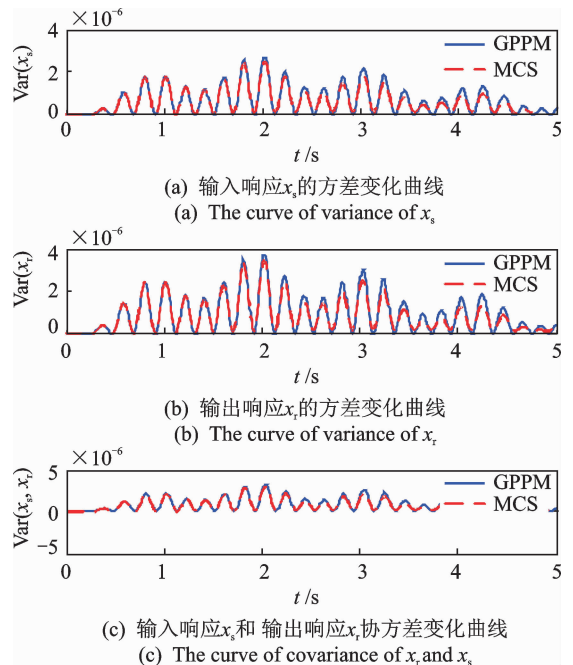 ×10⁻⁶
4
2
0
Var(xₛ)
GPPM
MCS
0 1 2 3 4 5
t /s
(a) 输入响应xₛ的方差变化曲线
(a) The curve of variance of xₛ
×10⁻⁶
4
2
0
Var(xᵣ)
GPPM
MCS
0 1 2 3 4 5
t /s
(b) 输出响应xᵣ的方差变化曲线
(b) The curve of variance of xᵣ
×10⁻⁶
5
0
−5
Var(xₛ, xᵣ)
GPPM
MCS
0 1 2 3 4 5
t /s
(c) 输入响应xₛ和 输出响应xᵣ协方差变化曲线
(c) The curve of covariance of xᵣ and xₛ